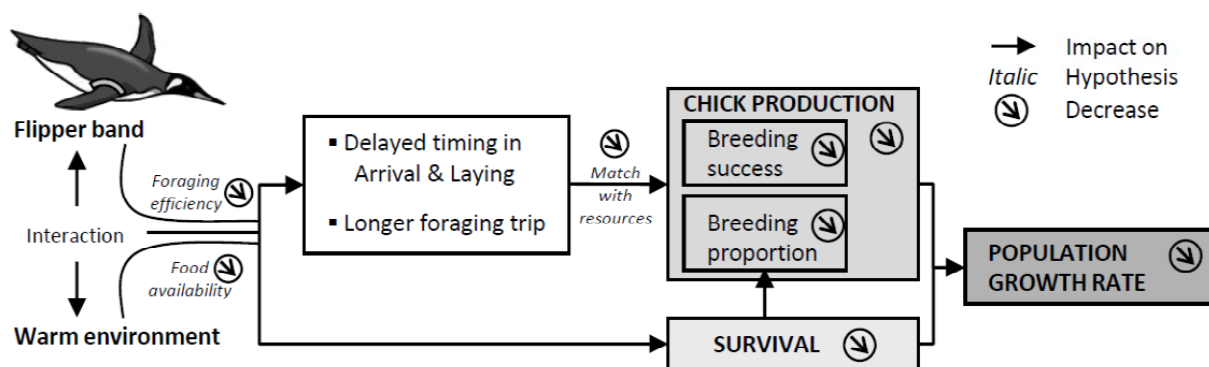 Flipper band
Foraging
efficiency
Interaction
Food
availability
Warm environment
▪ Delayed timing in
Arrival & Laying
▪ Longer foraging trip
Match
with
resources
CHICK PRODUCTION
Breeding
success
Breeding
proportion
SURVIVAL
POPULATION
GROWTH RATE
Impact on
Italic Hypothesis
Decrease